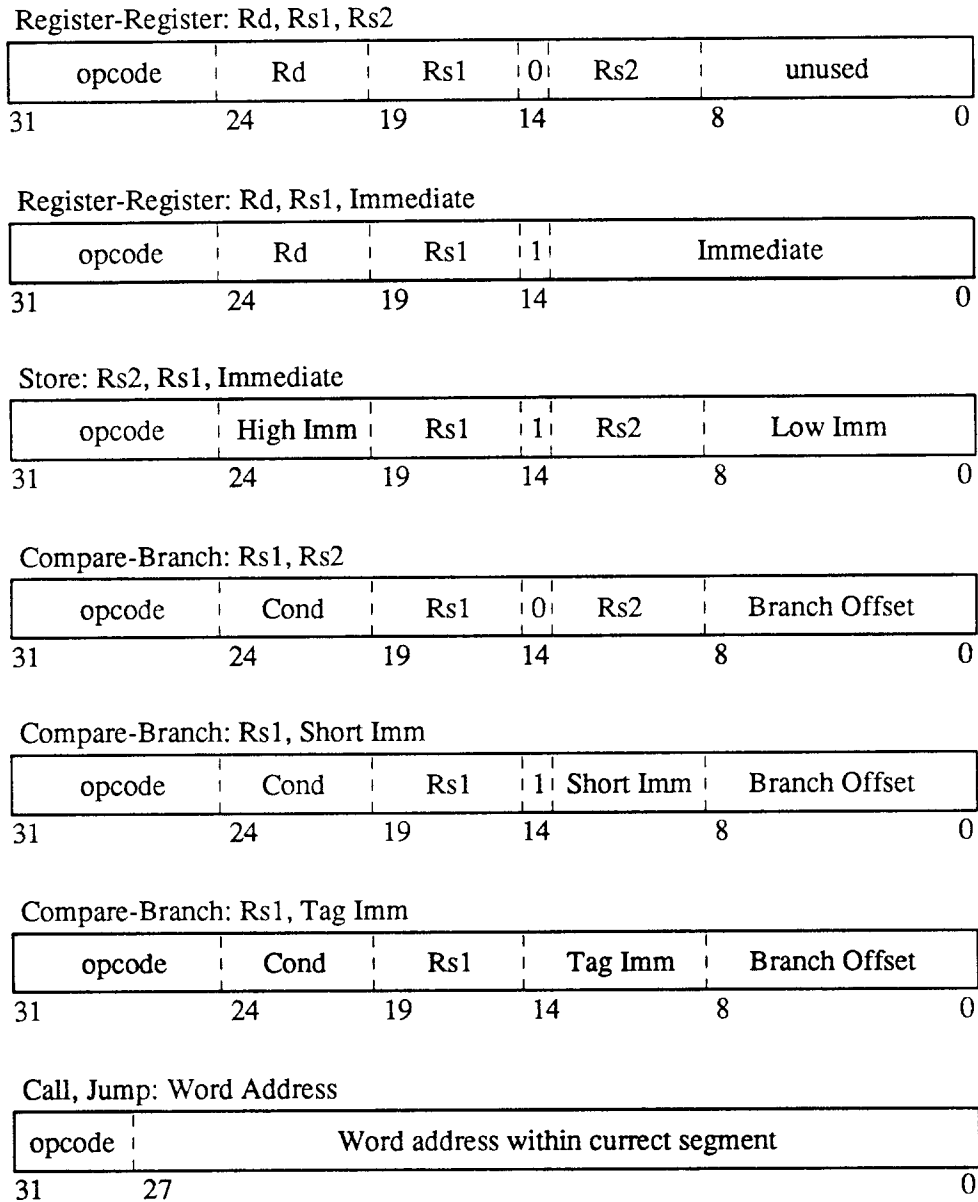 Register-Register: Rd, Rs1, Rs2
opcode Rd Rs1 0 Rs2 unused
31 24 19 14 8 0
Register-Register: Rd, Rs1, Immediate
opcode Rd Rs1 1 Immediate
31 24 19 14 0
Store: Rs2, Rs1, Immediate
opcode High Imm Rs1 1 Rs2 Low Imm
31 24 19 14 8 0
Compare-Branch: Rs1, Rs2
opcode Cond Rs1 0 Rs2 Branch Offset
31 24 19 14 8 0
Compare-Branch: Rs1, Short Imm
opcode Cond Rs1 1 Short Imm Branch Offset
31 24 19 14 8 0
Compare-Branch: Rs1, Tag Imm
opcode Cond Rs1 Tag Imm Branch Offset
31 24 19 14 8 0
Call, Jump: Word Address
opcode Word address within currect segment
31 27 0